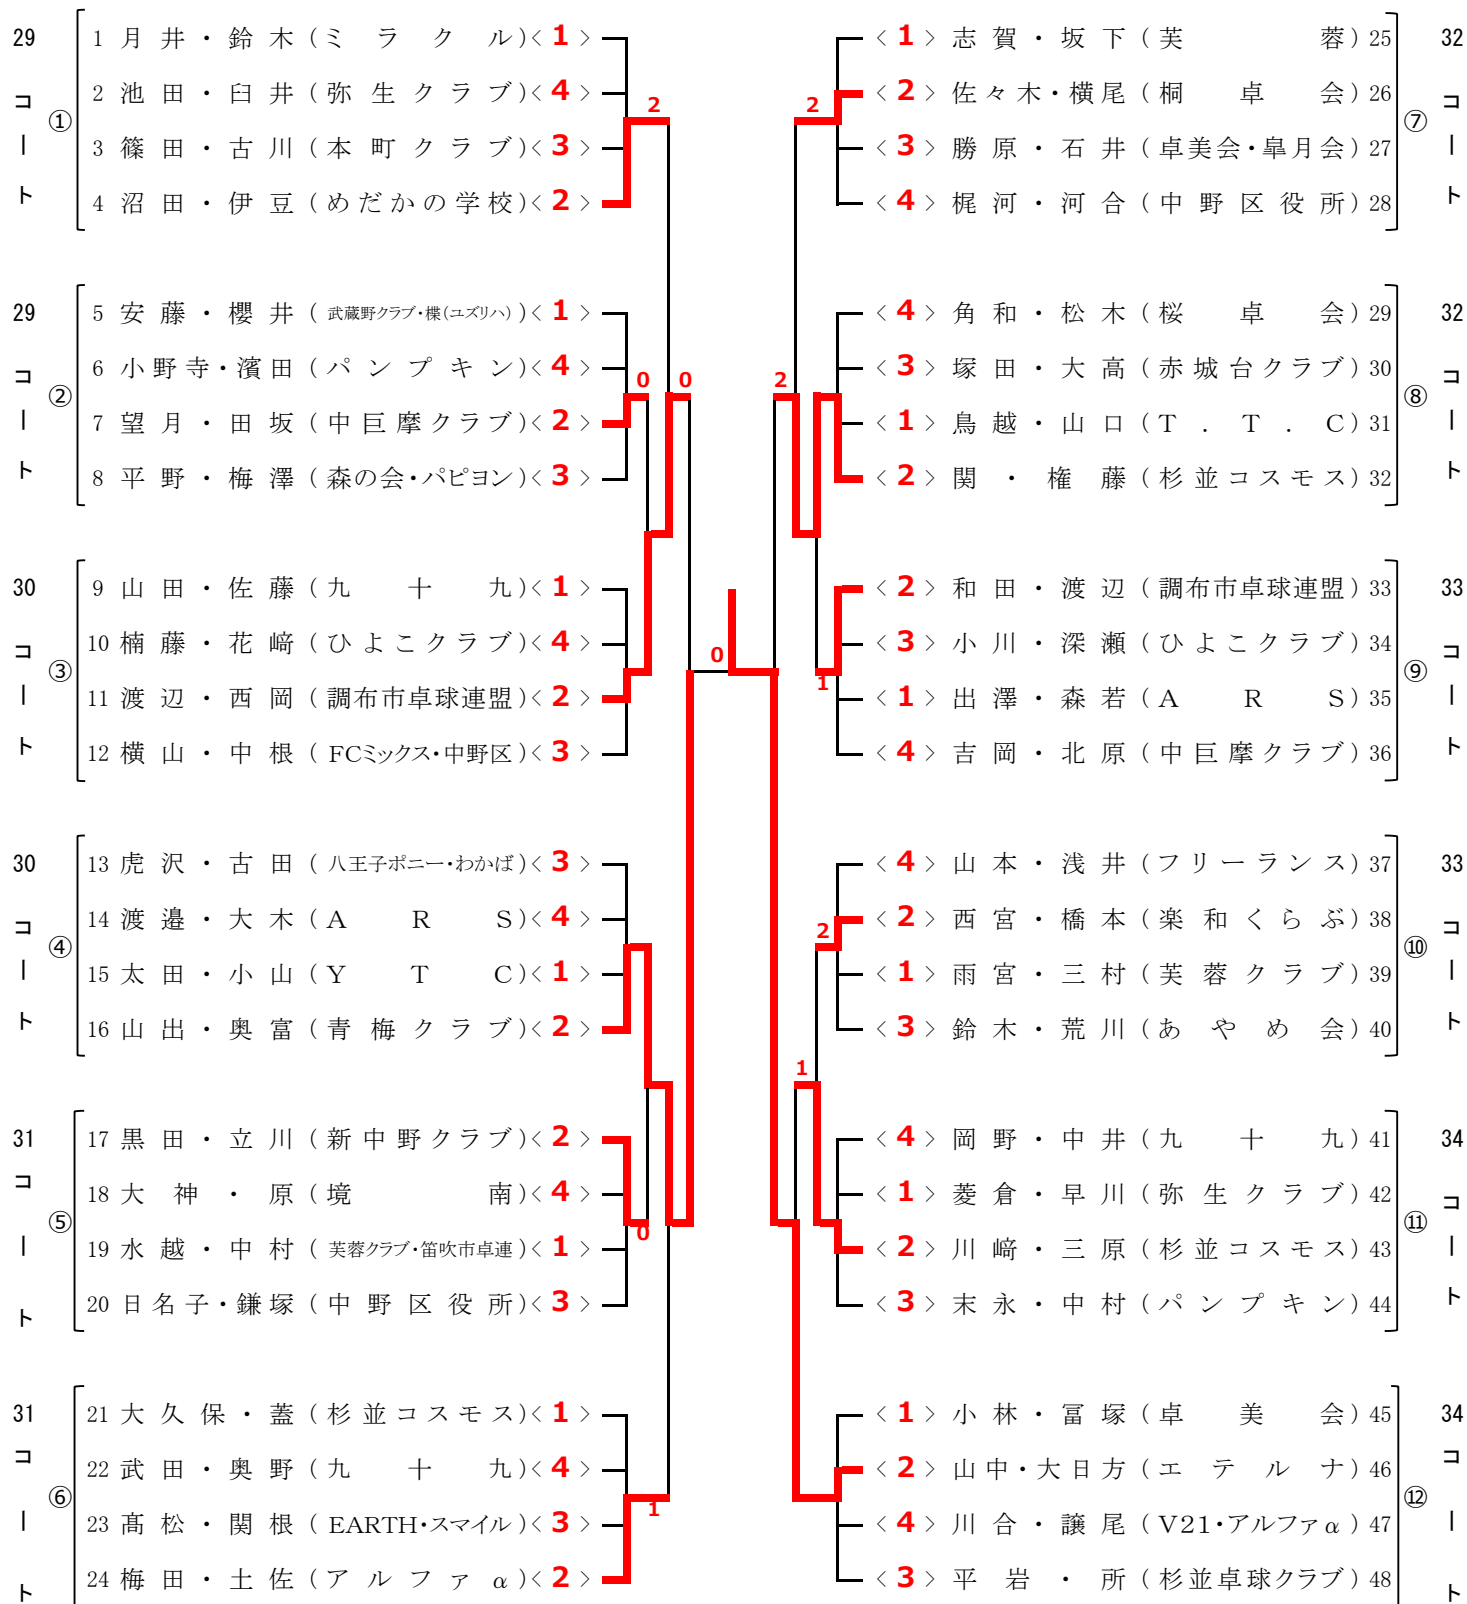 29 コート ①
1 月井・鈴木(ミラクル)< 1 >
2 池田・臼井(弥生クラブ)< 4 >
3 篠田・古川(本町クラブ)< 3 >
4 沼田・伊豆(めだかの学校)< 2 >
2
29 コート ②
5 安藤・櫻井(武蔵野クラブ・楪(ユズリハ))< 1 >
6 小野寺・濱田(パンプキン)< 4 >
7 望月・田坂(中巨摩クラブ)< 2 >
8 平野・梅澤(森の会・パピヨン)< 3 >
0
0
30 コート ③
9 山田・佐藤(九十九)< 1 >
10 楠藤・花﨑(ひよこクラブ)< 4 >
11 渡辺・西岡(調布市卓球連盟)< 2 >
12 横山・中根(FCミックス・中野区)< 3 >
0
30 コート ④
13 虎沢・古田(八王子ポニー・わかば)< 3 >
14 渡邉・大木(ARS)< 4 >
15 太田・小山(YTC)< 1 >
16 山出・奥富(青梅クラブ)< 2 >
31 コート ⑤
17 黒田・立川(新中野クラブ)< 2 >
18 大神・原(境南)< 4 >
19 水越・中村(芙蓉クラブ・笛吹市卓連)< 1 >
20 日名子・鎌塚(中野区役所)< 3 >
0
31 コート ⑥
21 大久保・蓋(杉並コスモス)< 1 >
22 武田・奥野(九十九)< 4 >
23 髙松・関根(EARTH・スマイル)< 3 >
24 梅田・土佐(アルファα)< 2 >
1
32 コート ⑦
< 1 > 志賀・坂下(芙蓉)25
< 2 > 佐々木・横尾(桐卓会)26
< 3 > 勝原・石井(卓美会・皐月会)27
< 4 > 梶河・河合(中野区役所)28
2
32 コート ⑧
< 4 > 角和・松木(桜卓会)29
< 3 > 塚田・大高(赤城台クラブ)30
< 1 > 鳥越・山口(T.T.C)31
< 2 > 関・権藤(杉並コスモス)32
2
33 コート ⑨
< 2 > 和田・渡辺(調布市卓球連盟)33
< 3 > 小川・深瀬(ひよこクラブ)34
< 1 > 出澤・森若(ARS)35
< 4 > 吉岡・北原(中巨摩クラブ)36
1
33 コート ⑩
< 4 > 山本・浅井(フリーランス)37
< 2 > 西宮・橋本(楽和くらぶ)38
< 1 > 雨宮・三村(芙蓉クラブ)39
< 3 > 鈴木・荒川(あやめ会)40
2
1
34 コート ⑪
< 4 > 岡野・中井(九十九)41
< 1 > 菱倉・早川(弥生クラブ)42
< 2 > 川﨑・三原(杉並コスモス)43
< 3 > 末永・中村(パンプキン)44
34 コート ⑫
< 1 > 小林・冨塚(卓美会)45
< 2 > 山中・大日方(エテルナ)46
< 4 > 川合・譲尾(V21・アルファα)47
< 3 > 平岩・所(杉並卓球クラブ)48